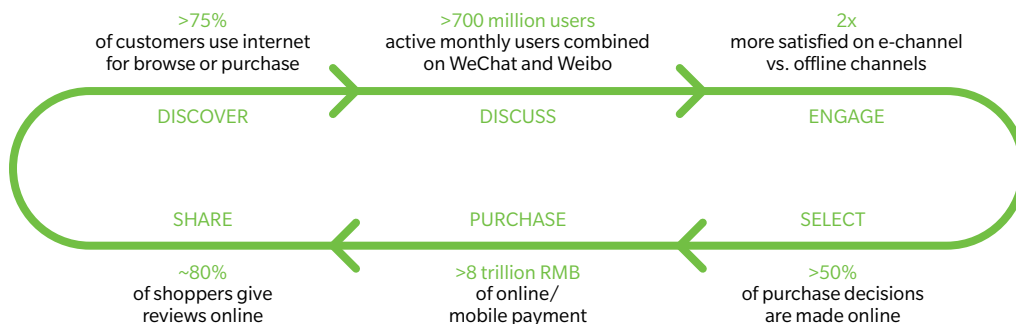 >75%
of customers use internet
for browse or purchase
>700 million users
active monthly users combined
on WeChat and Weibo
2x
more satisfied on e-channel
vs. offline channels
DISCOVER
DISCUSS
ENGAGE
SHARE
PURCHASE
SELECT
~80%
of shoppers give
reviews online
>8 trillion RMB
of online/
mobile payment
>50%
of purchase decisions
are made online